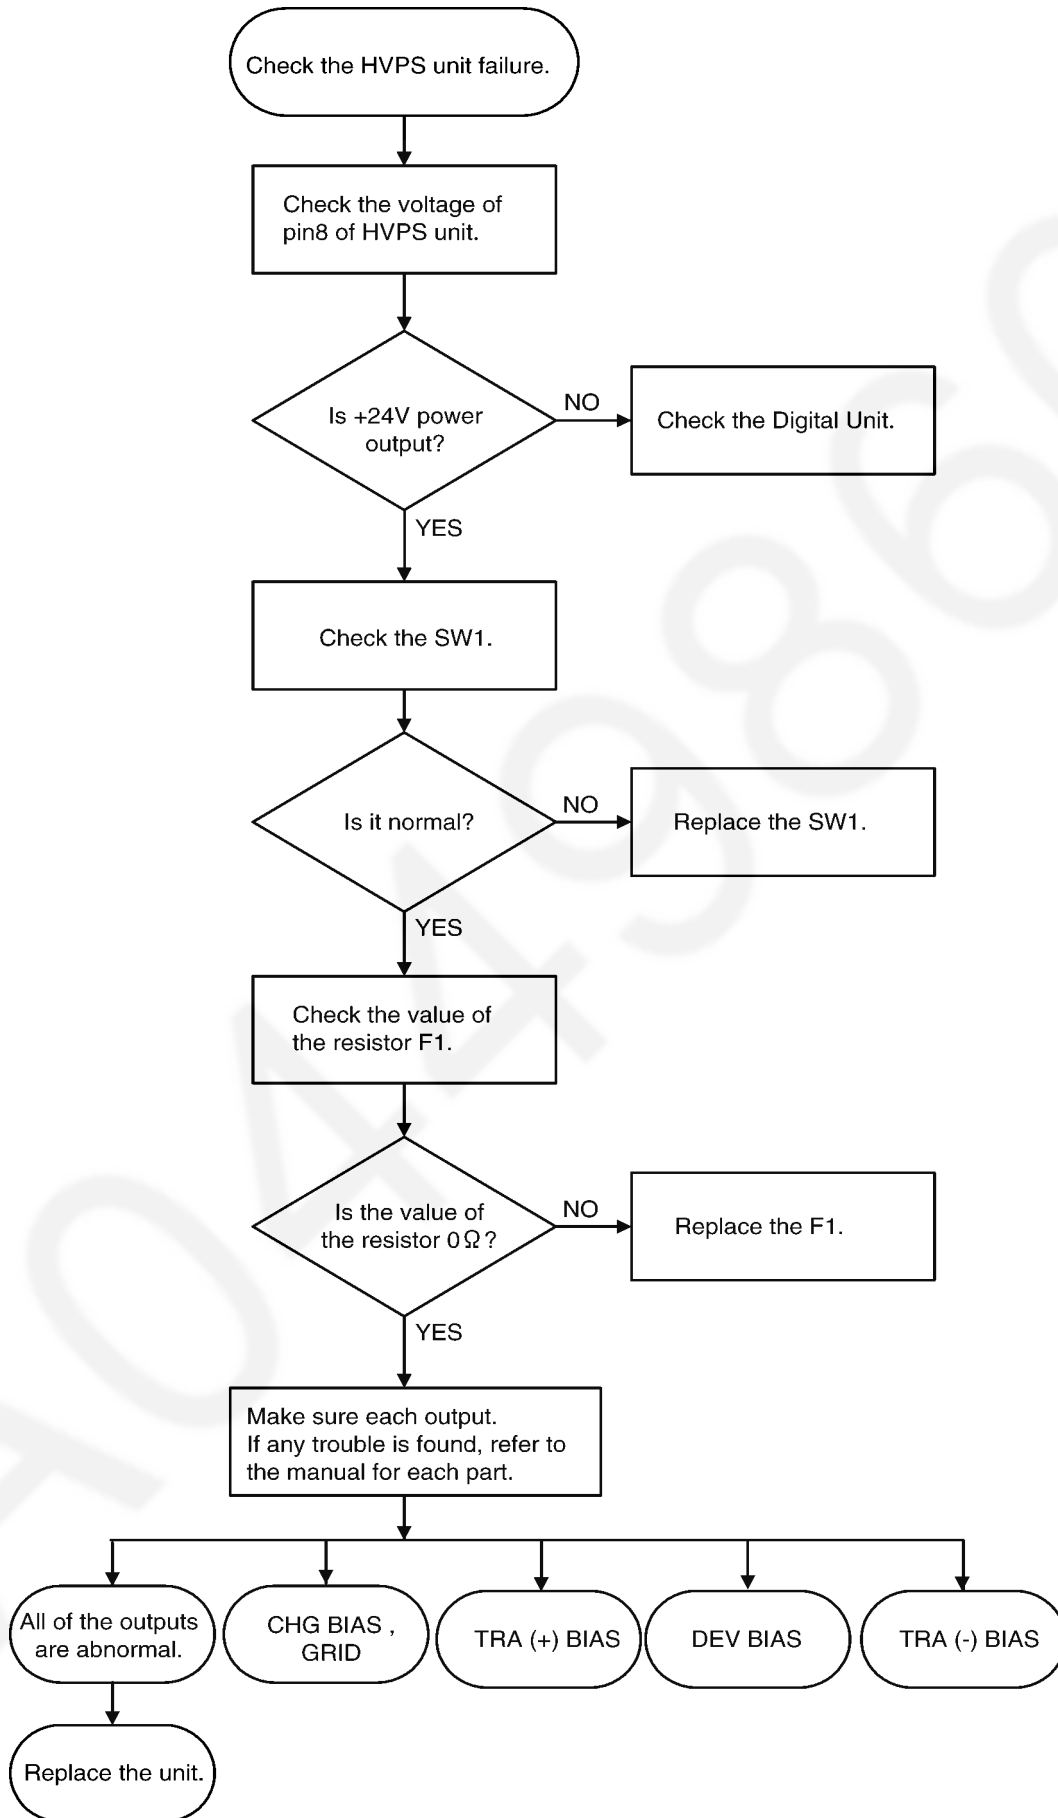 Check the HVPS unit failure.
Check the voltage of
pin8 of HVPS unit.
Is +24V power
output?
NO
Check the Digital Unit.
YES
Check the SW1.
Is it normal?
NO
Replace the SW1.
YES
Check the value of
the resistor F1.
Is the value of
the resistor 0Ω?
NO
Replace the F1.
YES
Make sure each output.
If any trouble is found, refer to
the manual for each part.
All of the outputs
are abnormal.
CHG BIAS ,
GRID
TRA (+) BIAS
DEV BIAS
TRA (-) BIAS
Replace the unit.